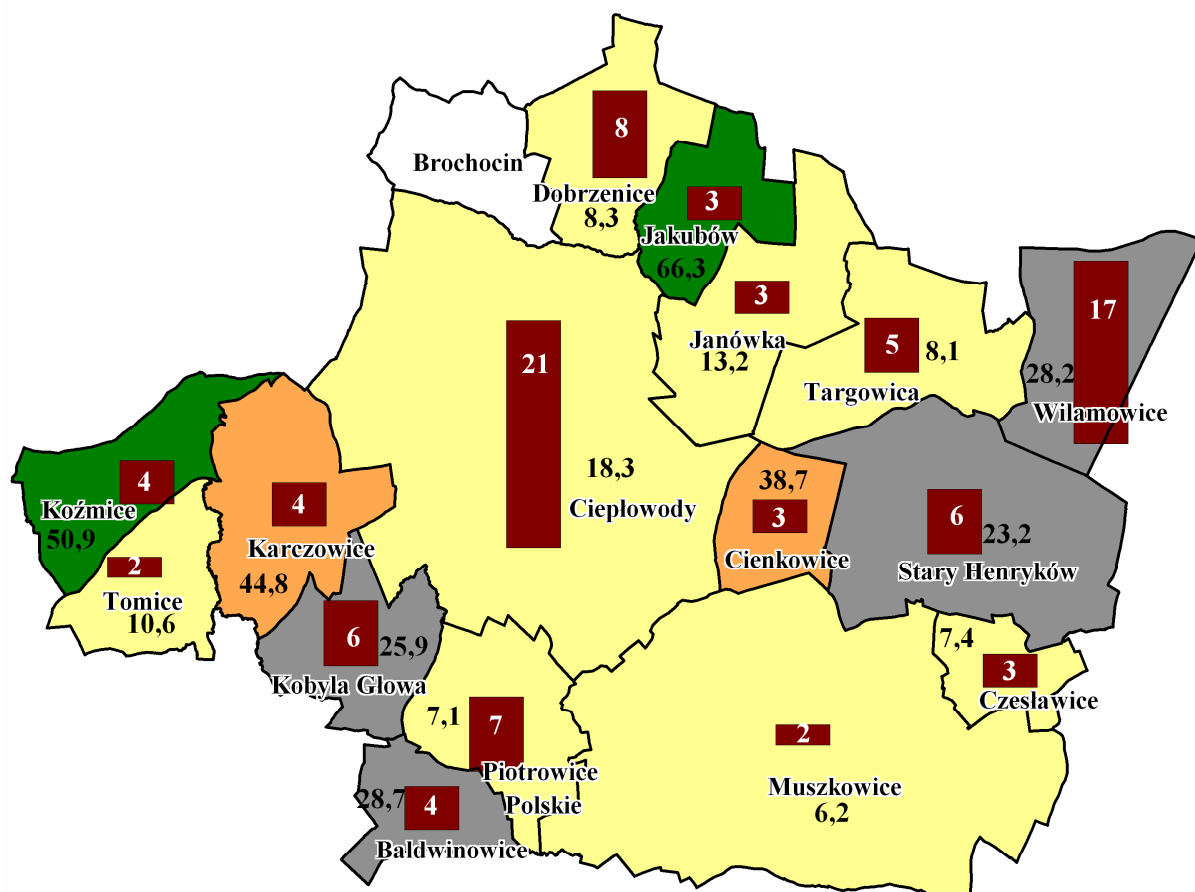 Brochocin
8
Dobrzenice
8,3
3
Jakubów
66,3
3
Janówka
13,2
5
8,1
Targowica
17
28,2
Wilamowice
21
18,3
Ciepłowody
4
Koźmice
50,9
2
Tomice
10,6
4
Karczowice
44,8
38,7
3
Cienkowice
6
23,2
Stary Henryków
6
25,9
Kobyla Głowa
7,4
3
Czesławice
7,1
7
Piotrowice
Polskie
2
Muszkowice
6,2
28,7
4
Baldwinowice